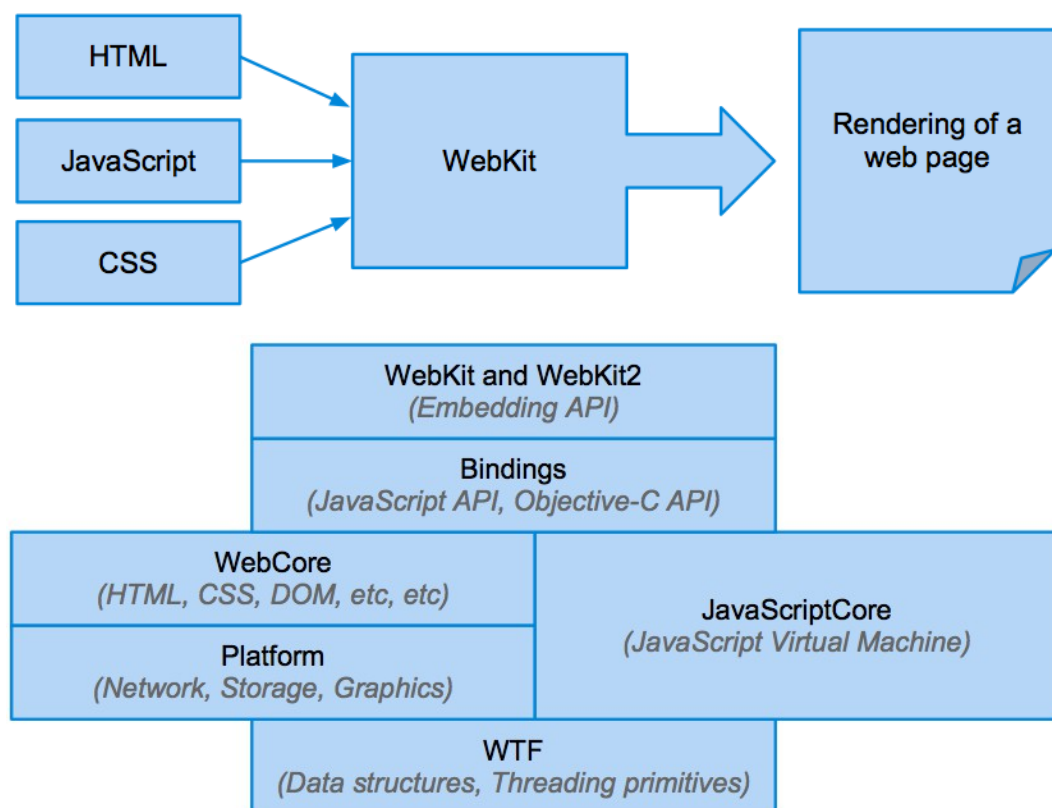 HTML
JavaScript
CSS
WebKit
Rendering of a
web page
WebKit and WebKit2
(Embedding API)
Bindings
(JavaScript API, Objective-C API)
WebCore
(HTML, CSS, DOM, etc, etc)
Platform
(Network, Storage, Graphics)
JavaScriptCore
(JavaScript Virtual Machine)
WTF
(Data structures, Threading primitives)